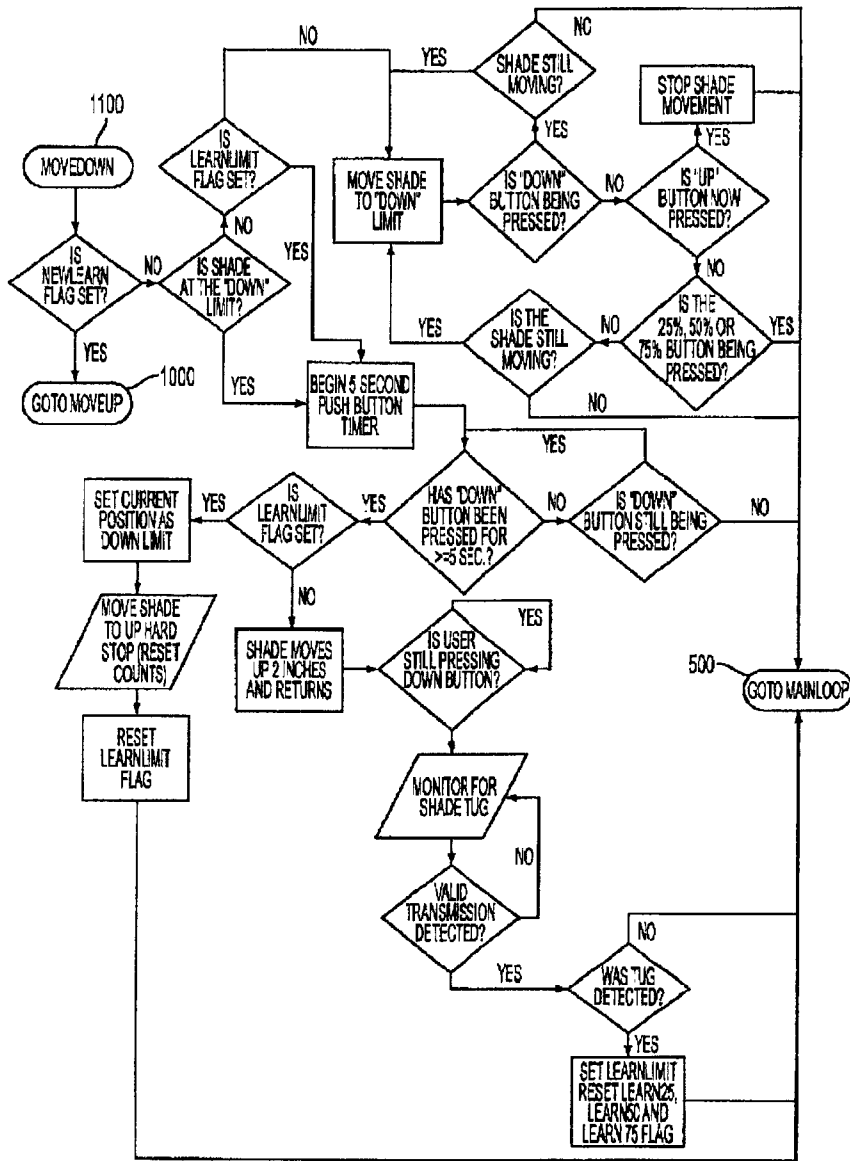 1100
MOVEDOWN
IS
NEWLEARN
FLAG SET?
NO
YES
GOTO MOVEUP
1000
IS SHADE
AT THE "DOWN"
LIMIT?
NO
YES
IS
LEARNLIMIT
FLAG SET?
NO
YES
MOVE SHADE
TO "DOWN"
LIMIT
IS "DOWN"
BUTTON BEING
PRESSED?
YES
NO
SHADE STILL
MOVING?
YES
NO
STOP SHADE
MOVEMENT
YES
IS "UP"
BUTTON NOW
PRESSED?
NO
IS THE
25%, 50% OR
75% BUTTON BEING
PRESSED?
YES
NO
IS THE
SHADE STILL
MOVING?
YES
NO
BEGIN 5 SECOND
PUSH BUTTON
TIMER
HAS "DOWN"
BUTTON BEEN
PRESSED FOR
>=5 SEC.?
YES
NO
IS "DOWN"
BUTTON STILL BEING
PRESSED?
YES
NO
IS
LEARNLIMIT
FLAG SET?
YES
NO
SET CURRENT
POSITION AS
DOWN LIMIT
MOVE SHADE
TO UP HARD
STOP (RESET
COUNTS)
RESET
LEARNLIMIT
FLAG
SHADE MOVES
UP 2 INCHES
AND RETURNS
IS USER
STILL PRESSING
DOWN BUTTON?
YES
MONITOR FOR
SHADE TUG
NO
VALID
TRANSMISSION
DETECTED?
YES
WAS TUG
DETECTED?
NO
YES
SET LEARNLIMIT
RESET LEARN25,
LEARN50 AND
LEARN 75 FLAG
500
GOTO MAINLOOP